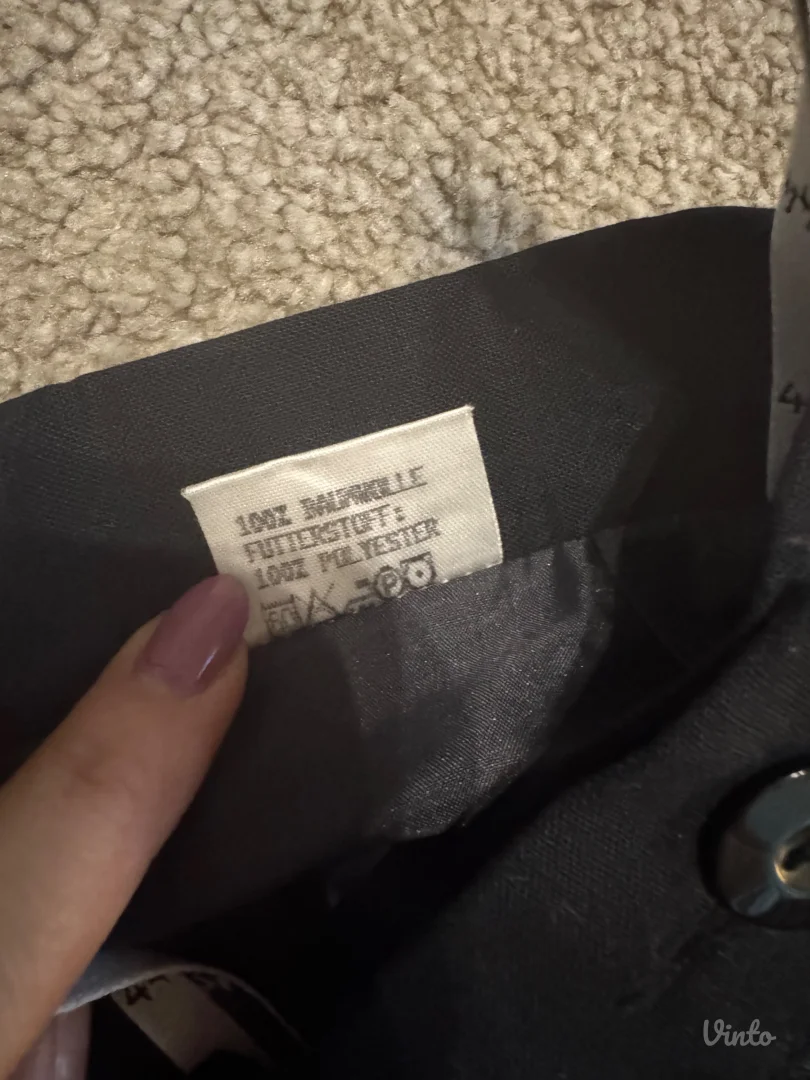 100% BAUMWOLLE
FUTTERSTOFF:
100% POLYESTER
P
Vinto